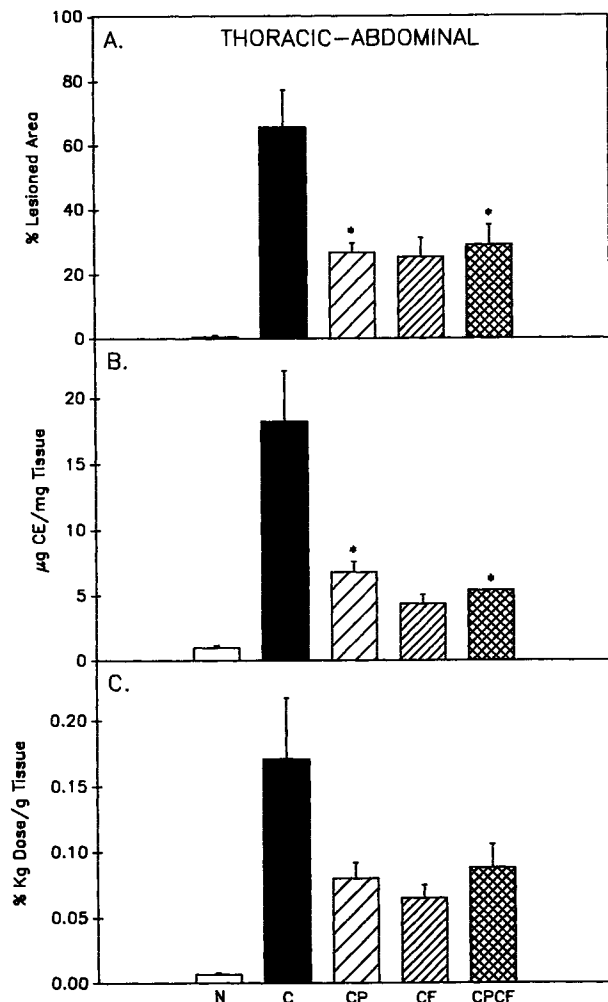 A. THORACIC-ABDOMINAL
100
80
60
40
20
0
% Lesioned Area
*
*
B.
20
15
10
5
0
μg CE/mg Tissue
*
*
C.
0.20
0.15
0.10
0.05
0.00
% Kg Dose/g Tissue
N C CP CF CPCF